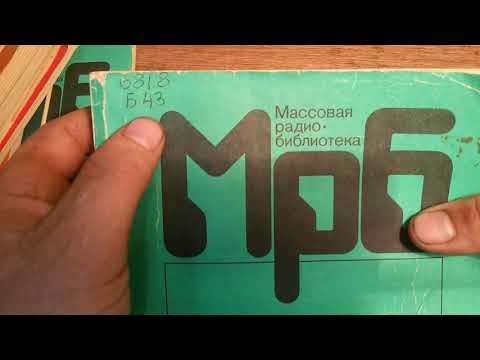 Б 43
Массовая
радио·
библиотека
Мрб